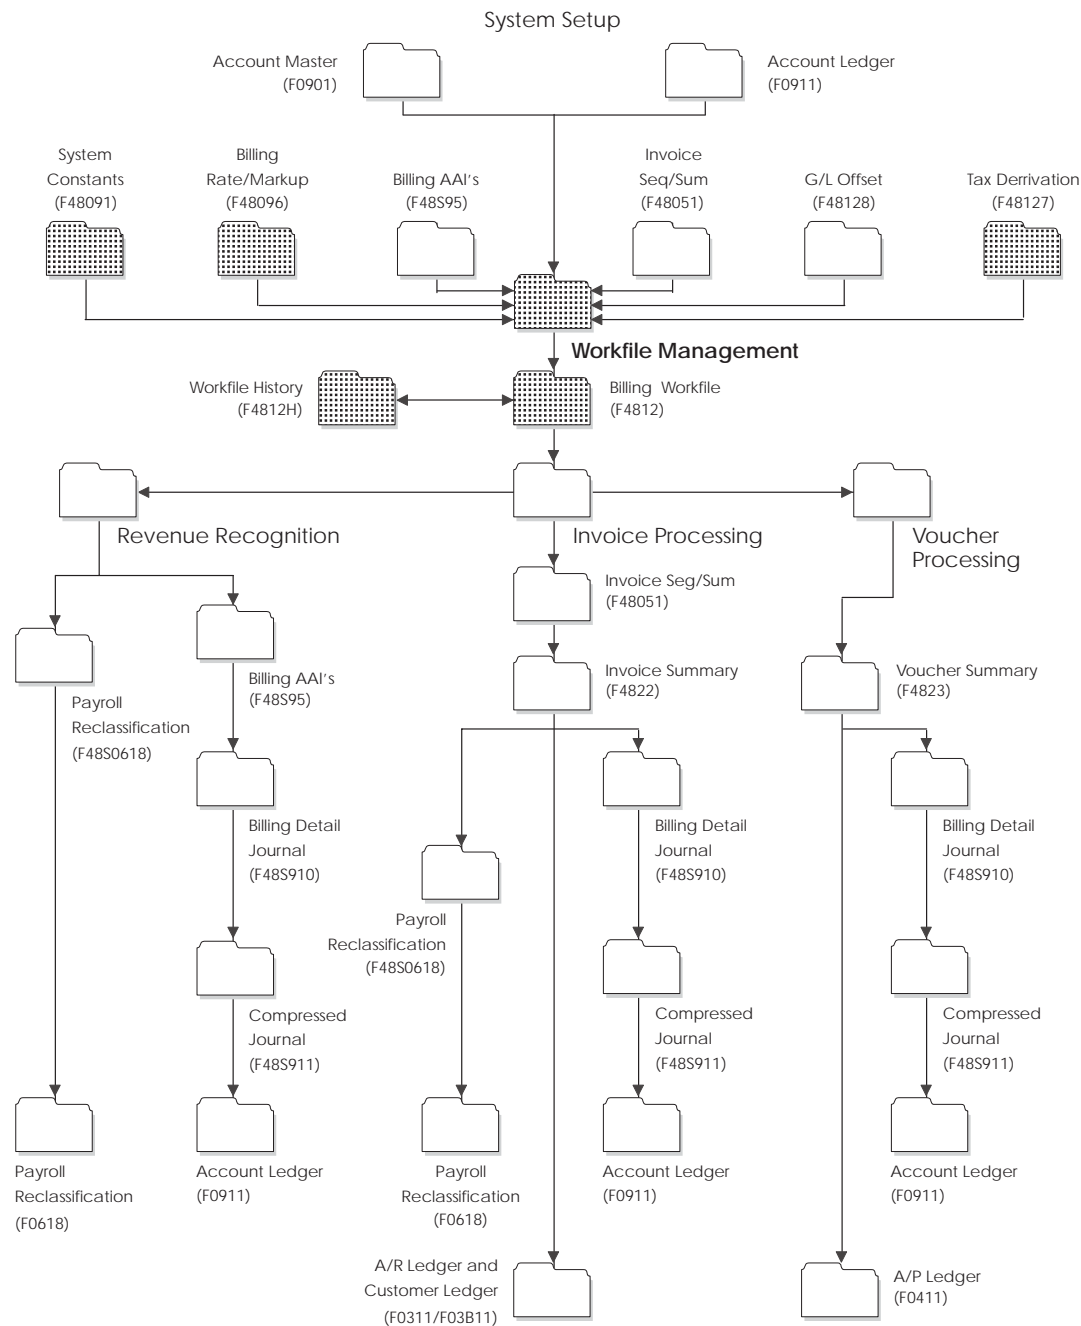 System Setup
Account Master
(F0901)
Account Ledger
(F0911)
System
Constants
(F48091)
Billing
Rate/Markup
(F48096)
Billing AAI's
(F48S95)
Invoice
Seq/Sum
(F48051)
G/L Offset
(F48128)
Tax Derrivation
(F48127)
Workfile Management
Workfile History
(F4812H)
Billing Workfile
(F4812)
Revenue Recognition
Invoice Processing
Voucher
Processing
Invoice Seg/Sum
(F48051)
Billing AAI's
(F48S95)
Invoice Summary
(F4822)
Voucher Summary
(F4823)
Payroll
Reclassification
(F48S0618)
Billing Detail
Journal
(F48S910)
Billing Detail
Journal
(F48S910)
Billing Detail
Journal
(F48S910)
Payroll
Reclassification
(F48S0618)
Compressed
Journal
(F48S911)
Compressed
Journal
(F48S911)
Compressed
Journal
(F48S911)
Payroll
Reclassification
(F0618)
Account Ledger
(F0911)
Payroll
Reclassification
(F0618)
Account Ledger
(F0911)
Account Ledger
(F0911)
A/R Ledger and
Customer Ledger
(F0311/F03B11)
A/P Ledger
(F0411)